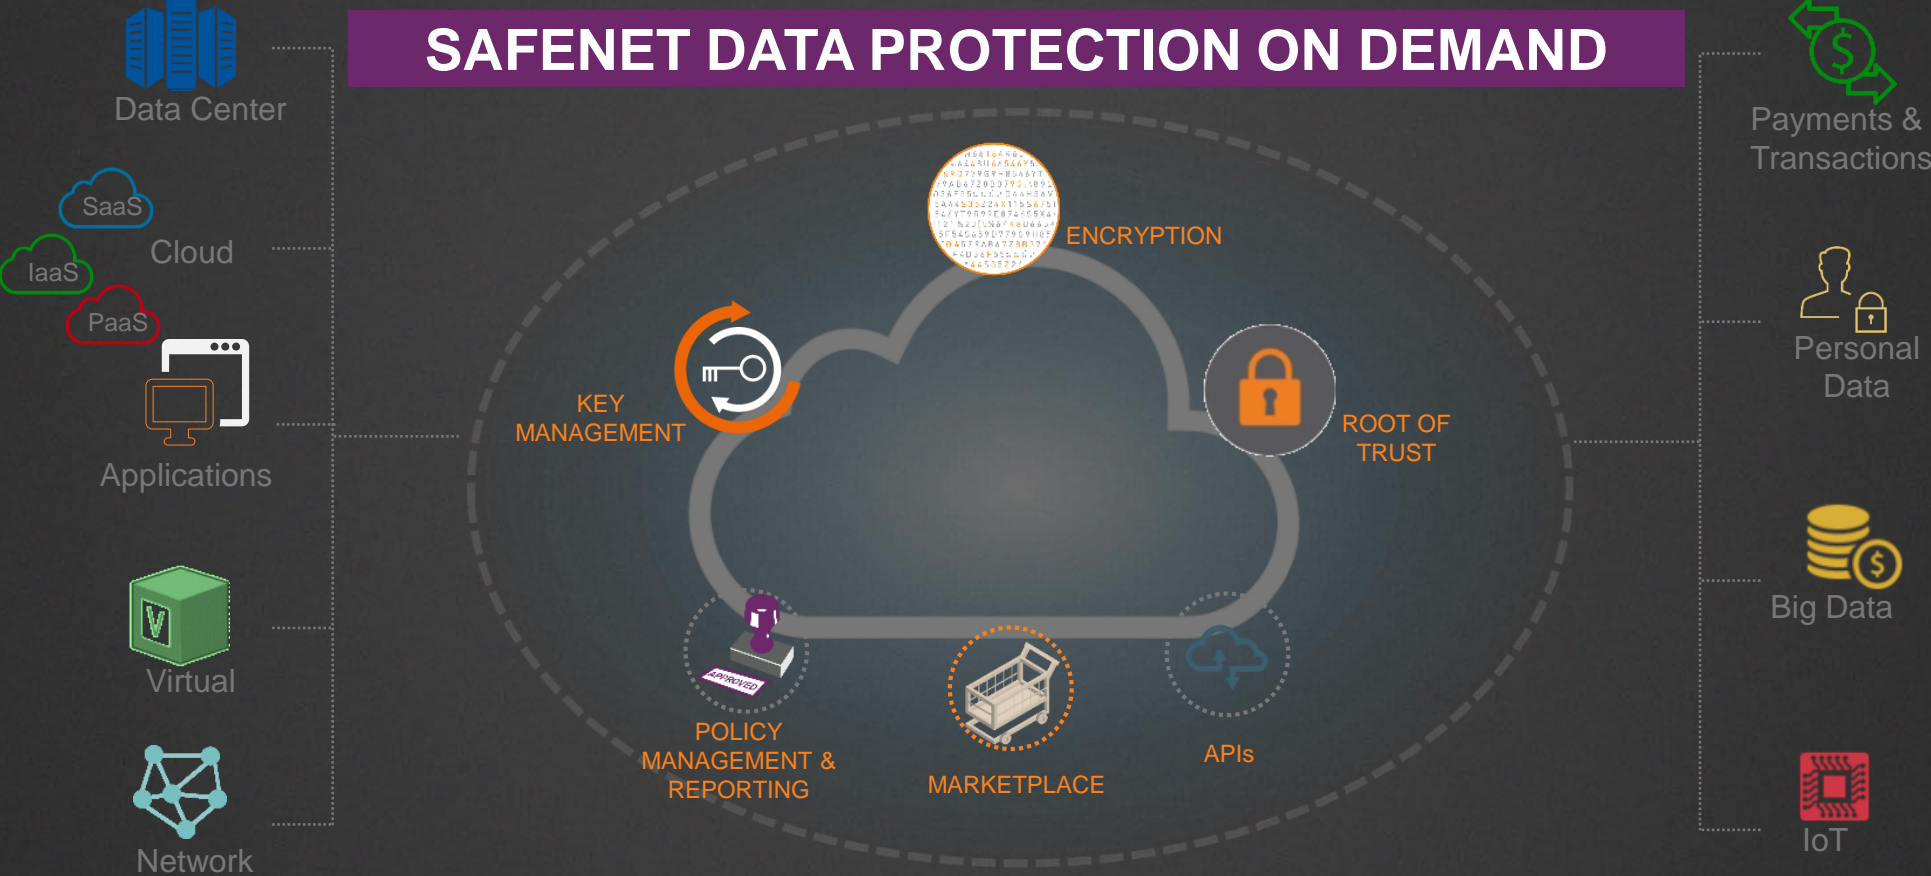 SAFENET DATA PROTECTION ON DEMAND
Data Center
SaaS
Cloud
IaaS
PaaS
Applications
Virtual
V
Network
ENCRYPTION
KEY
MANAGEMENT
ROOT OF
TRUST
APPROVED
POLICY
MANAGEMENT &
REPORTING
MARKETPLACE
APIs
$
Payments &
Transactions
Personal
Data
$
Big Data
IoT